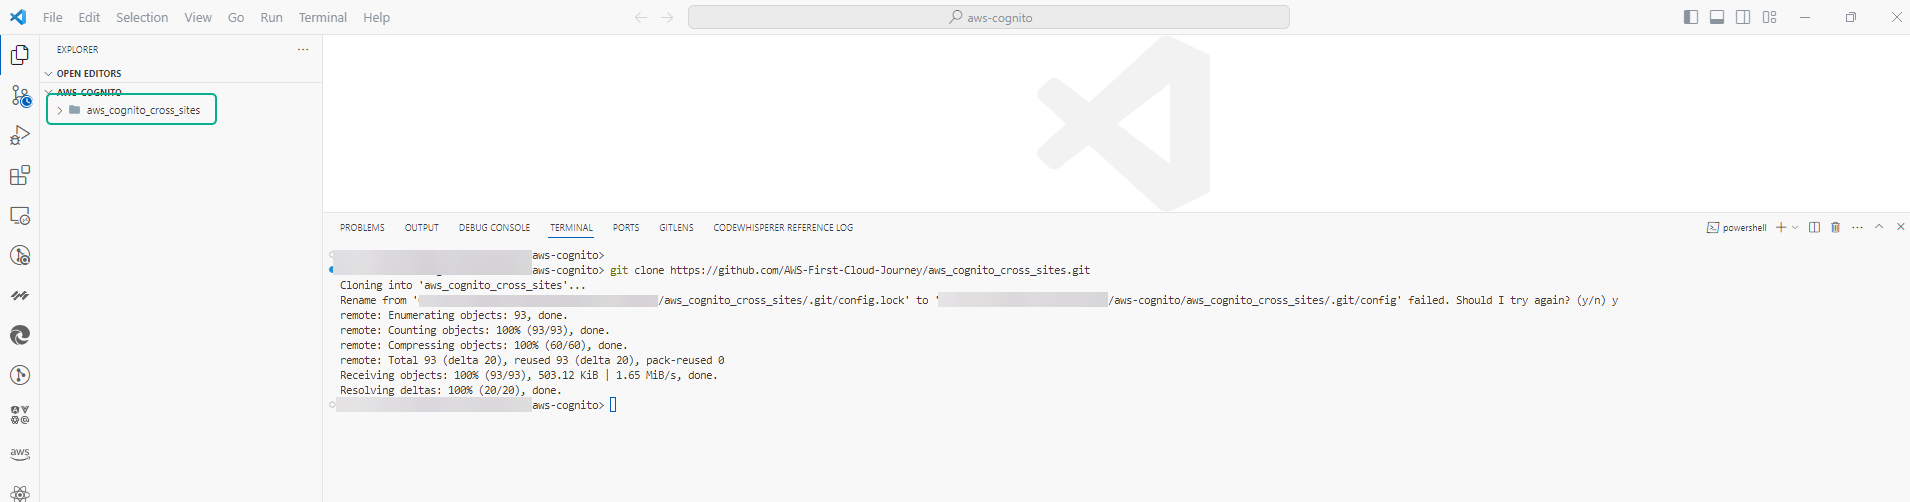 File Edit Selection View Go Run Terminal Help
aws-cognito
EXPLORER
OPEN EDITORS
AWS-COGNITO
aws_cognito_cross_sites
PROBLEMS OUTPUT DEBUG CONSOLE TERMINAL PORTS GITLENS CODEWHISPERER REFERENCE LOG
powershell
aws-cognito>
aws-cognito> git clone https://github.com/AWS-First-Cloud-Journey/aws_cognito_cross_sites.git
Cloning into 'aws_cognito_cross_sites'...
Rename from ' /aws_cognito_cross_sites/.git/config.lock' to ' /aws-cognito/aws_cognito_cross_sites/.git/config' failed. Should I try again? (y/n) y
remote: Enumerating objects: 93, done.
remote: Counting objects: 100% (93/93), done.
remote: Compressing objects: 100% (60/60), done.
remote: Total 93 (delta 20), reused 93 (delta 20), pack-reused 0
Receiving objects: 100% (93/93), 503.12 KiB | 1.65 MiB/s, done.
Resolving deltas: 100% (20/20), done.
aws-cognito>
aws